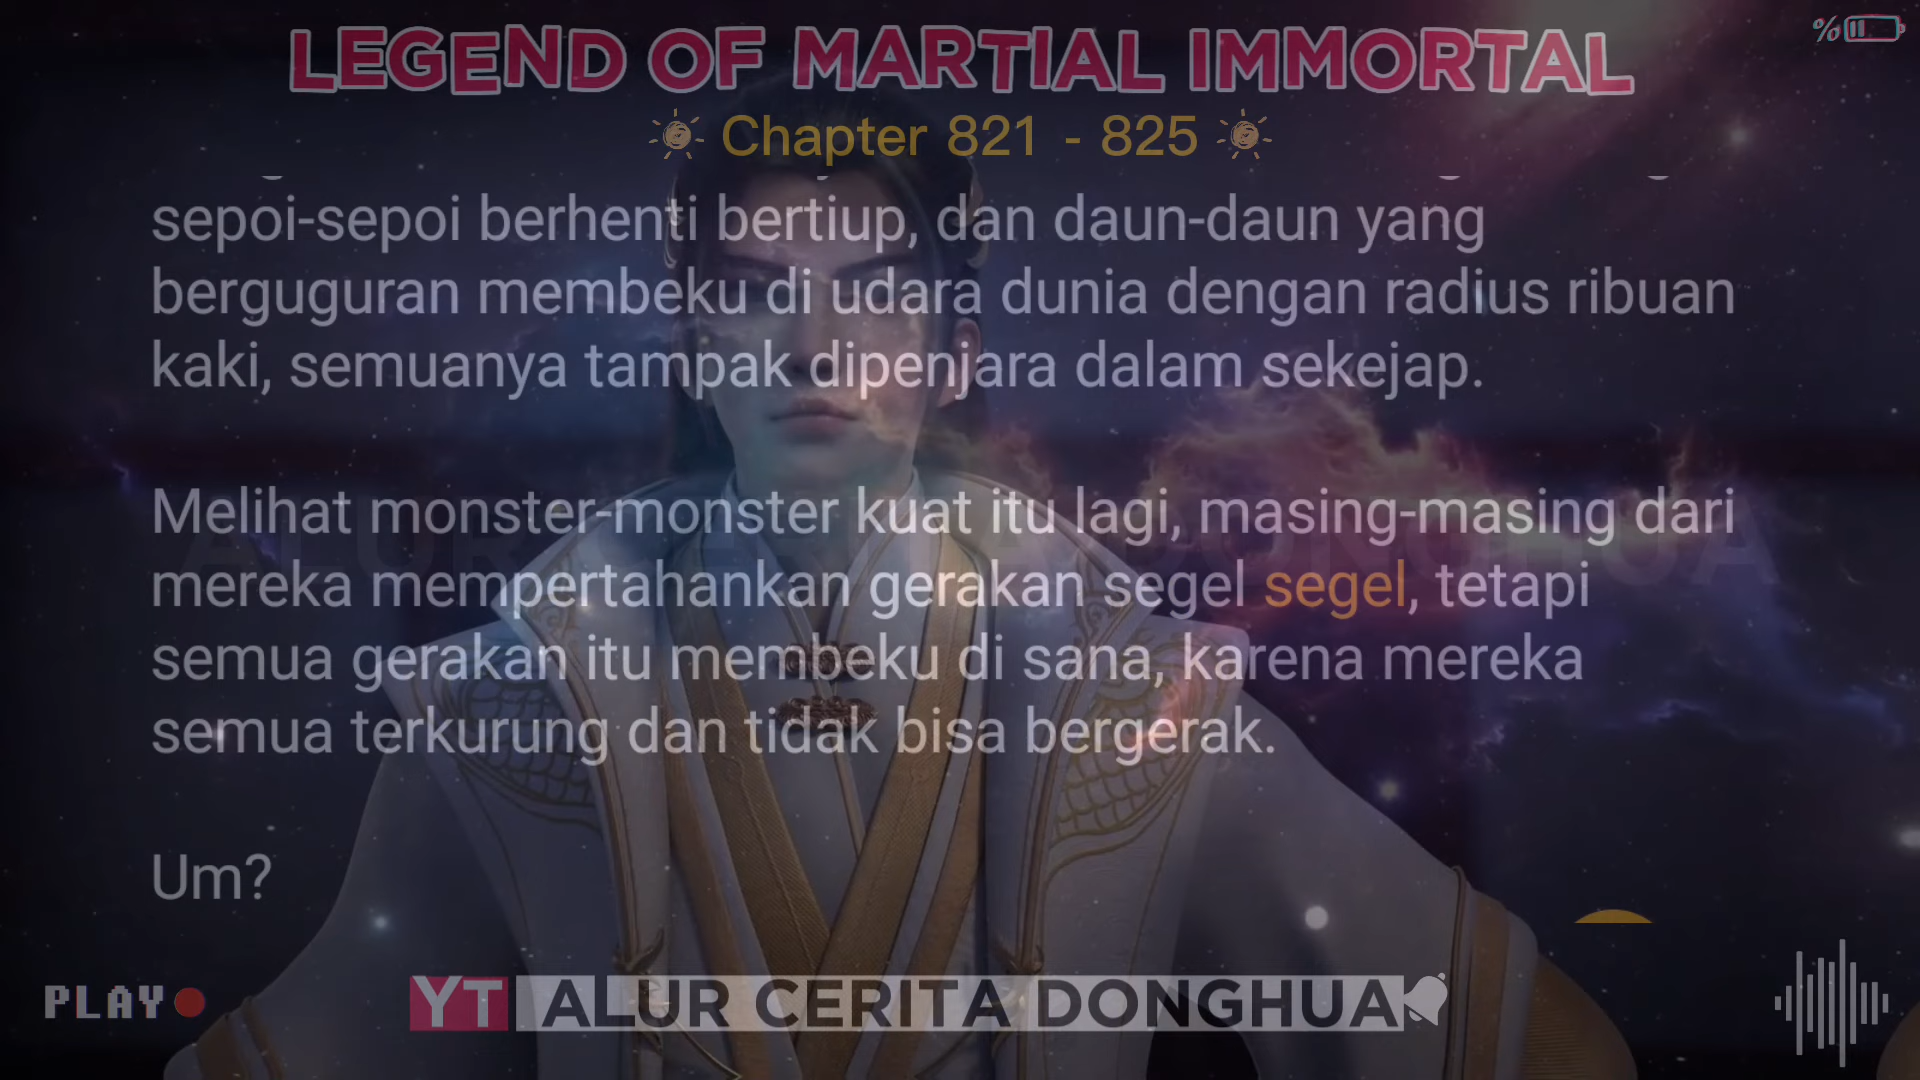 LEGEND OF MARTIAL IMMORTAL
%
Chapter 821 - 825
sepoi-sepoi berhenti bertiup, dan daun-daun yang
berguguran membeku di udara dunia dengan radius ribuan
kaki, semuanya tampak dipenjara dalam sekejap.
Melihat monster-monster kuat itu lagi, masing-masing dari
mereka mempertahankan gerakan segel segel, tetapi
semua gerakan itu membeku di sana, karena mereka
semua terkurung dan tidak bisa bergerak.
Um?
PLAY
YT ALUR CERITA DONGHUA
ALUR CERITA DONGHUA